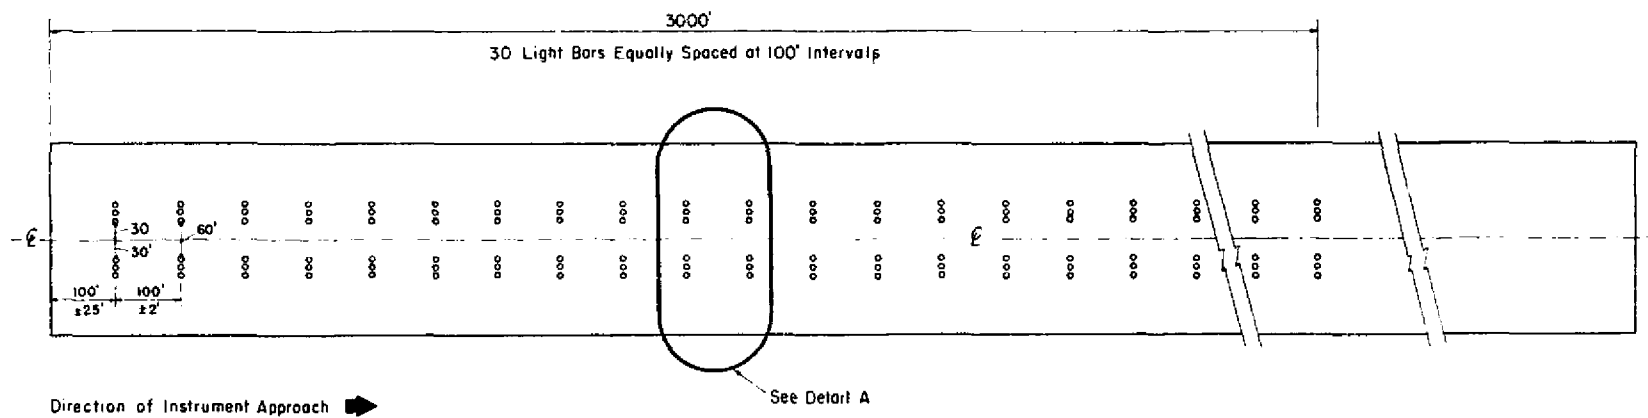 3000'
30 Light Bars Equally Spaced at 100' Intervals
30
60'
℄
℄
30'
100' 100'
±25' ±2'
See Detail A
Direction of Instrument Approach